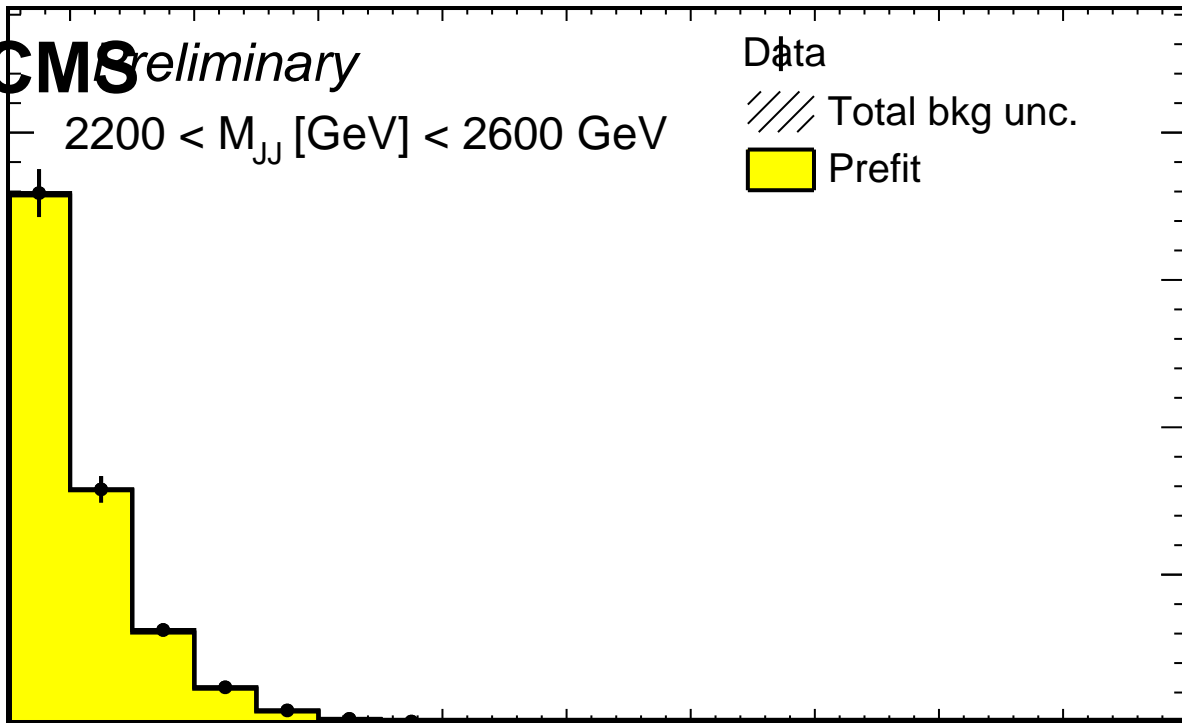 CMS Preliminary
2200 < M_JJ [GeV] < 2600 GeV
Data
Total bkg unc.
Prefit